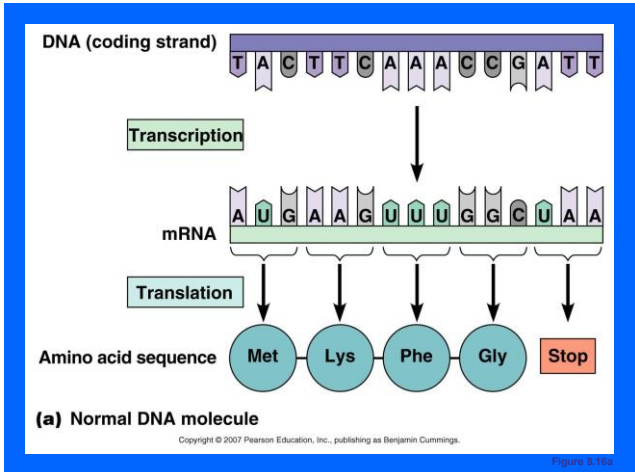 DNA (coding strand)
T A C T T C A A A C C G A T T
Transcription
A U G A A G U U U G G C U A A
mRNA
Translation
Amino acid sequence Met Lys Phe Gly Stop
(a) Normal DNA molecule
Copyright © 2007 Pearson Education, Inc., publishing as Benjamin Cummings.
Figure 8.16a